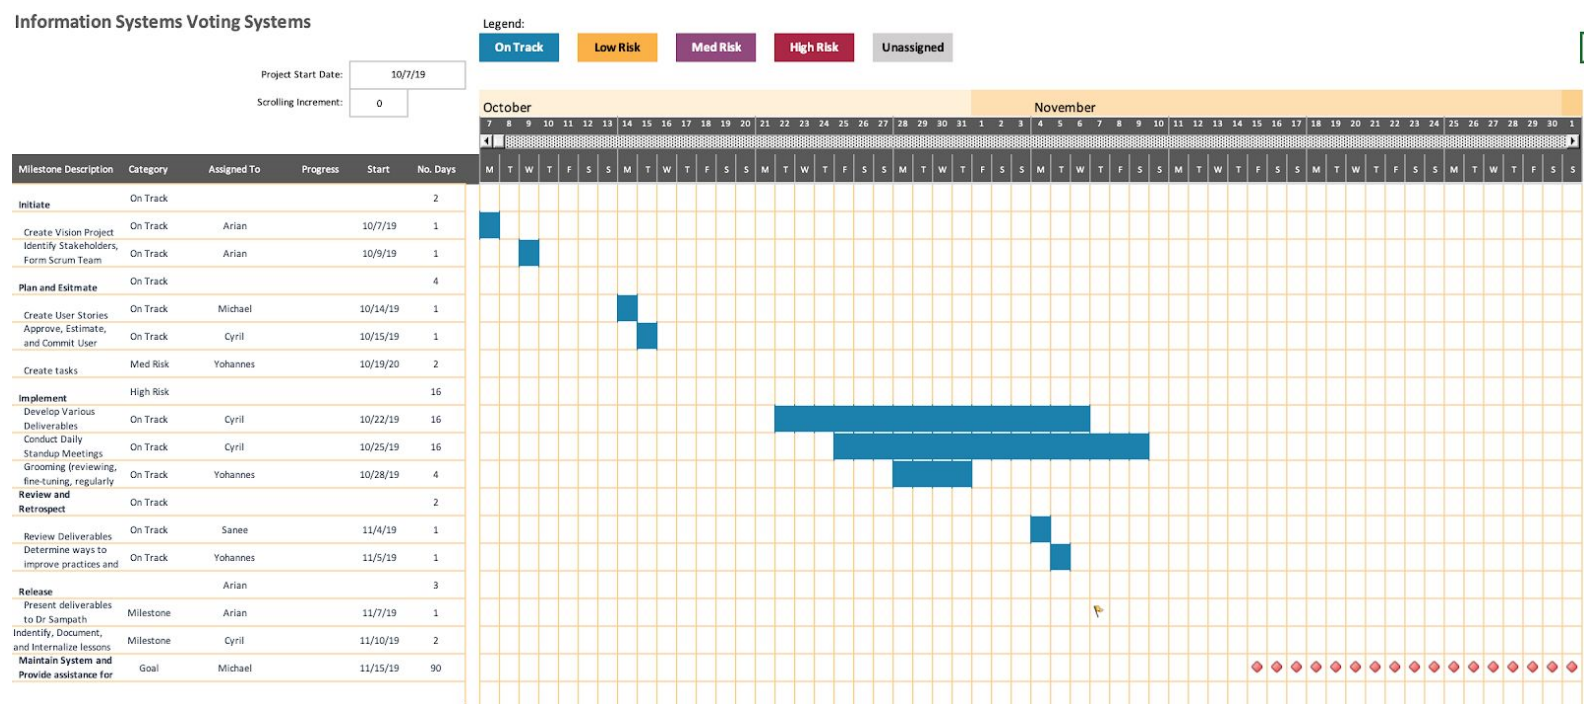 Information Systems Voting Systems
Legend:
On Track Low Risk Med Risk High Risk Unassigned
Project Start Date: 10/7/19
Scrolling Increment: 0
October November
7 8 9 10 11 12 13 14 15 16 17 18 19 20 21 22 23 24 25 26 27 28 29 30 31 1 2 3 4 5 6 7 8 9 10 11 12 13 14 15 16 17 18 19 20 21 22 23 24 25 26 27 28 29 30 1
Milestone Description Category Assigned To Progress Start No. Days M T W T F S S M T W T F S S M T W T F S S M T W T F S S M T W T F S S M T W T F S S M T W T F S S M T W T F S S
Initiate On Track 2
Create Vision Project On Track Arian 10/7/19 1
Identify Stakeholders,
Form Scrum Team On Track Arian 10/9/19 1
Plan and Esitmate On Track 4
Create User Stories On Track Michael 10/14/19 1
Approve, Estimate,
and Commit User On Track Cyril 10/15/19 1
Create tasks Med Risk Yohannes 10/19/20 2
Implement High Risk 16
Develop Various
Deliverables On Track Cyril 10/22/19 16
Conduct Daily
Standup Meetings On Track Cyril 10/25/19 16
Grooming (reviewing,
fine-tuning, regularly On Track Yohannes 10/28/19 4
Review and
Retrospect On Track 2
Review Deliverables On Track Sanee 11/4/19 1
Determine ways to
improve practices and On Track Yohannes 11/5/19 1
Release Arian 3
Present deliverables
to Dr Sampath Milestone Arian 11/7/19 1
Indentify, Document,
and Internalize lessons Milestone Cyril 11/10/19 2
Maintain System and
Provide assistance for Goal Michael 11/15/19 90